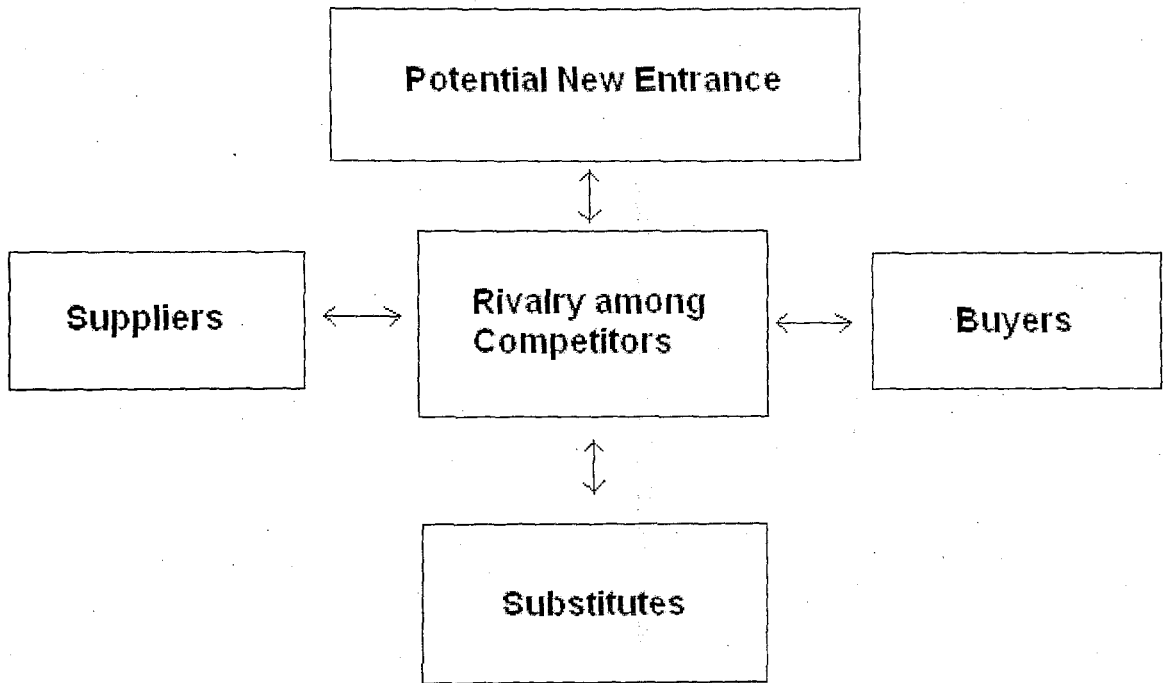 Potential New Entrance
Suppliers
Rivalry among
Competitors
Buyers
Substitutes